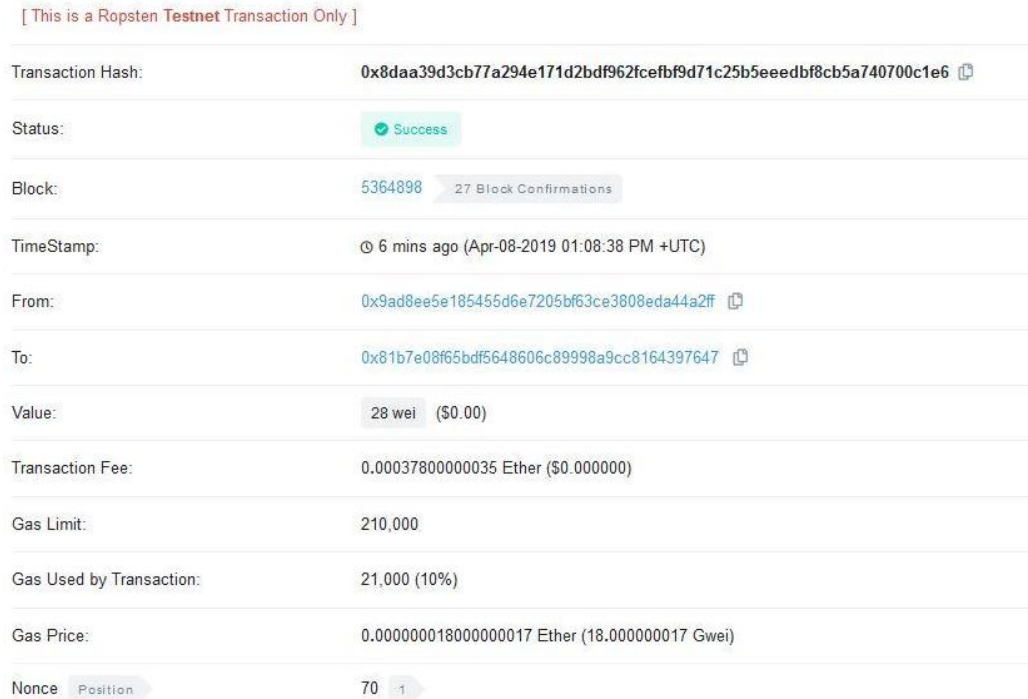 [ This is a Ropsten Testnet Transaction Only ]
Transaction Hash: 0x8daa39d3cb77a294e171d2bdf962fcefbf9d71c25b5eeedbf8cb5a740700c1e6
Status: Success
Block: 5364898 27 Block Confirmations
TimeStamp: 6 mins ago (Apr-08-2019 01:08:38 PM +UTC)
From: 0x9ad8ee5e185455d6e7205bf63ce3808eda44a2ff
To: 0x81b7e08f65bdf5648606c89998a9cc8164397647
Value: 28 wei ($0.00)
Transaction Fee: 0.00037800000035 Ether ($0.000000)
Gas Limit: 210,000
Gas Used by Transaction: 21,000 (10%)
Gas Price: 0.000000018000000017 Ether (18.000000017 Gwei)
Nonce Position 70 1